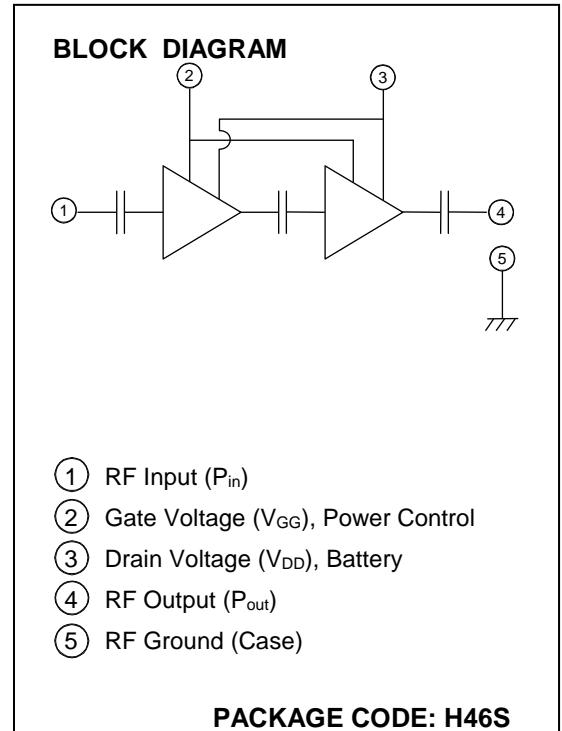 BLOCK DIAGRAM
2
3
1
4
5
1 RF Input (Pin)
2 Gate Voltage (VGG), Power Control
3 Drain Voltage (VDD), Battery
4 RF Output (Pout)
5 RF Ground (Case)
PACKAGE CODE: H46S